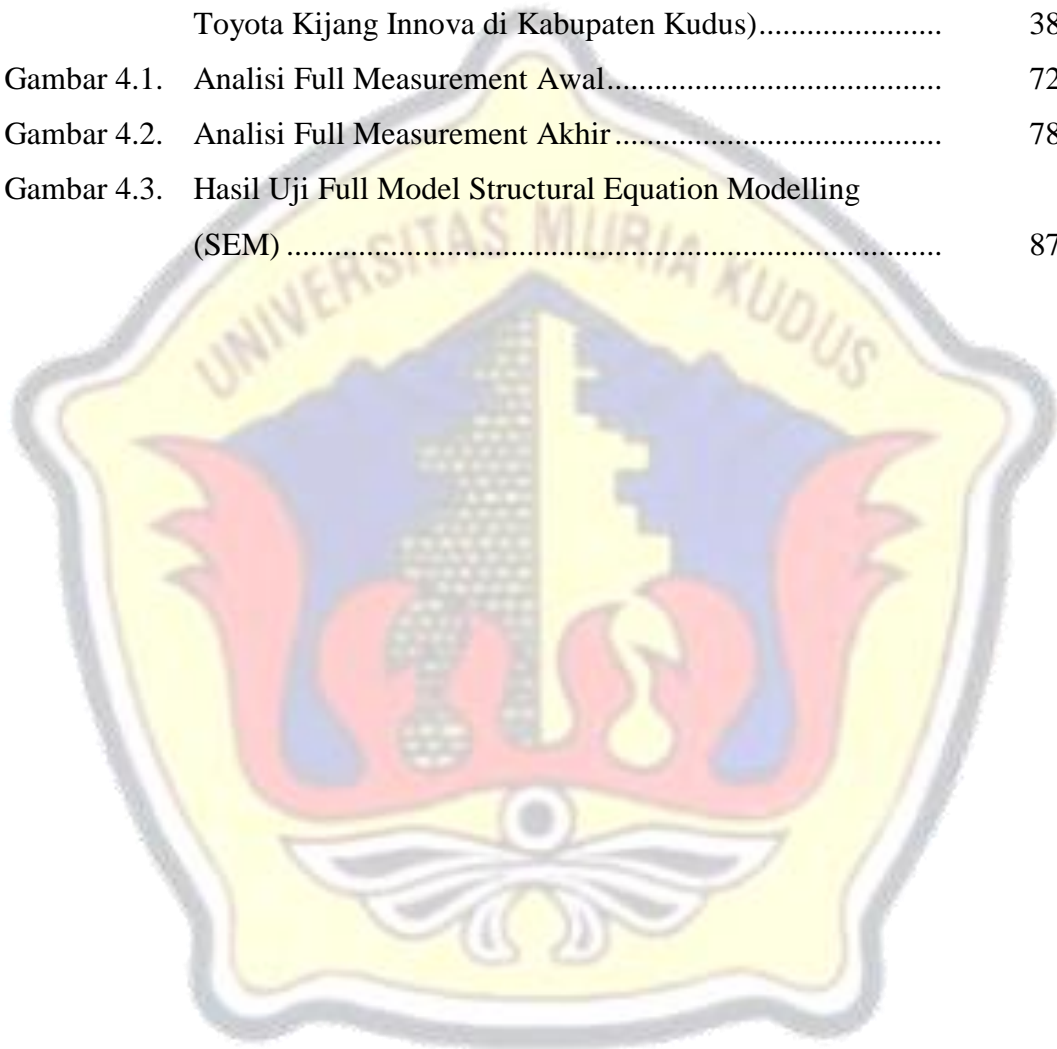 Toyota Kijang Innova di Kabupaten Kudus)...................... 38
Gambar 4.1. Analisi Full Measurement Awal........................................ 72
Gambar 4.2. Analisi Full Measurement Akhir ....................................... 78
Gambar 4.3. Hasil Uji Full Model Structural Equation Modelling
(SEM) ................................................................................ 87
UNIVERSITAS MURIA KUDUS